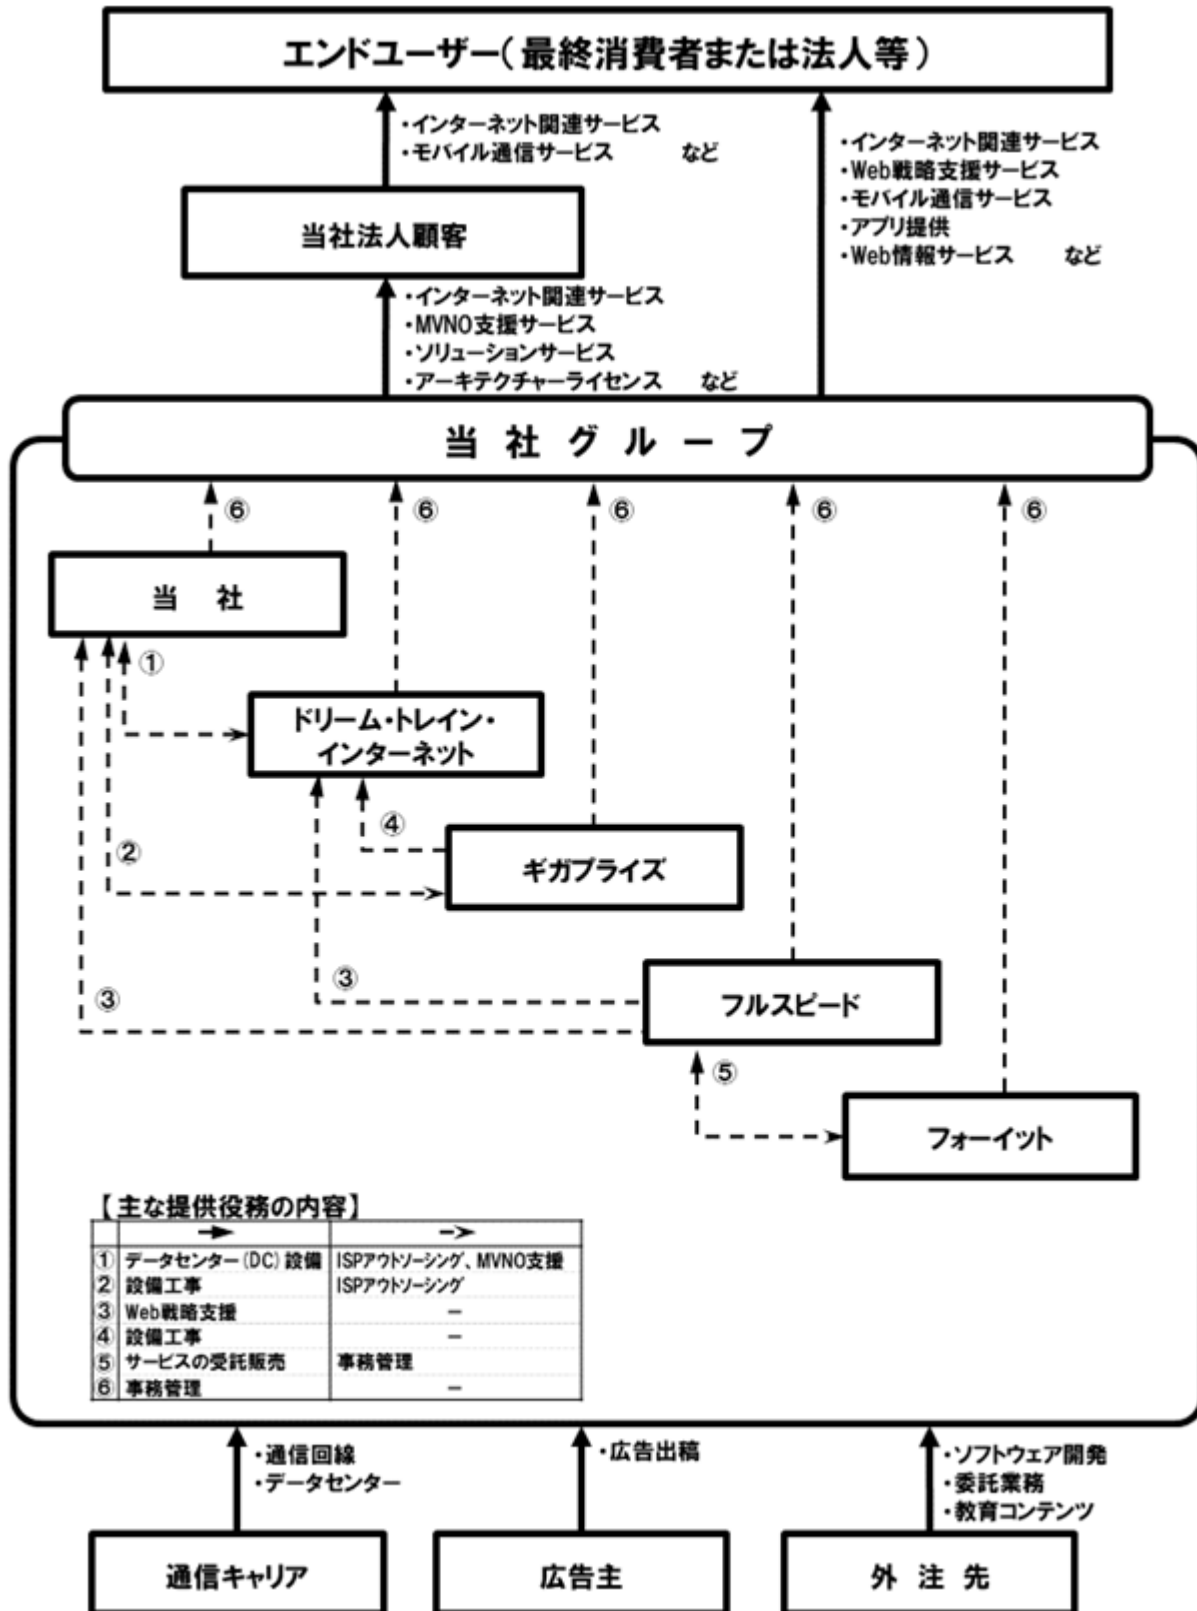 エンドユーザー(最終消費者または法人等)
・インターネット関連サービス
・モバイル通信サービス　　など
・インターネット関連サービス
・Web戦略支援サービス
・モバイル通信サービス
・アプリ提供
・Web情報サービス　　など
当社法人顧客
・インターネット関連サービス
・MVNO支援サービス
・ソリューションサービス
・アーキテクチャーライセンス　など
当社グループ
⑥　⑥　⑥　⑥　⑥
当　社
①
ドリーム・トレイン・
インターネット
④
②
ギガプライズ
③
③
フルスピード
⑤
フォーイット
【主な提供役務の内容】
① データセンター(DC)設備　ISPアウトソーシング、MVNO支援
② 設備工事　ISPアウトソーシング
③ Web戦略支援　－
④ 設備工事　－
⑤ サービスの受託販売　事務管理
⑥ 事務管理　－
・通信回線
・データセンター
・広告出稿
・ソフトウェア開発
・委託業務
・教育コンテンツ
通信キャリア
広告主
外注先